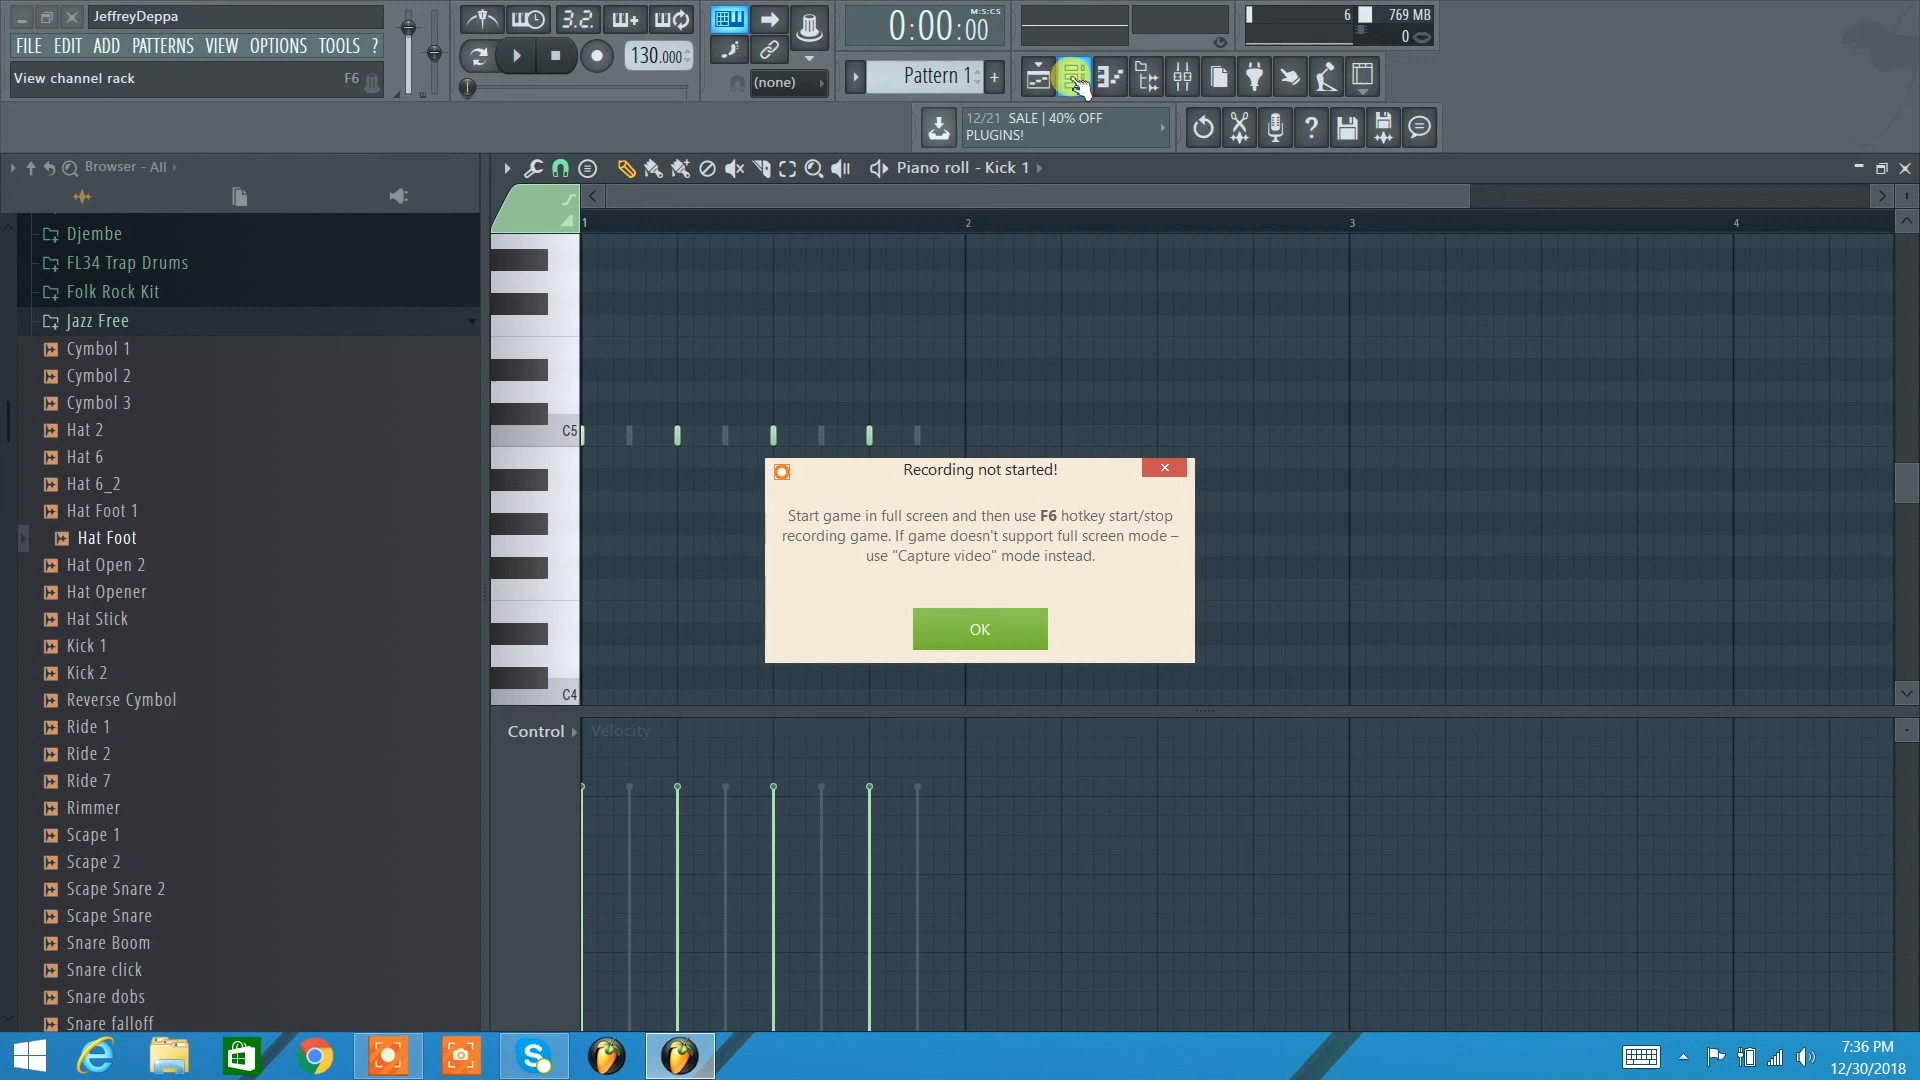 JeffreyDeppa
FILE EDIT ADD PATTERNS VIEW OPTIONS TOOLS ?
View channel rack F6
3.2.
130.000
(none)
M:S:CS
0:00:00
Pattern 1
6 769 MB
0
12/21 SALE | 40% OFF
PLUGINS!
Browser - All
Piano roll - Kick 1
1 2 3 4
Djembe
FL34 Trap Drums
Folk Rock Kit
Jazz Free
Cymbol 1
Cymbol 2
Cymbol 3
Hat 2
Hat 6
Hat 6_2
Hat Foot 1
Hat Foot
Hat Open 2
Hat Opener
Hat Stick
Kick 1
Kick 2
Reverse Cymbol
Ride 1
Ride 2
Ride 7
Rimmer
Scape 1
Scape 2
Scape Snare 2
Scape Snare
Snare Boom
Snare click
Snare dobs
Snare falloff
C5
C4
Recording not started!
Start game in full screen and then use F6 hotkey start/stop
recording game. If game doesn't support full screen mode –
use "Capture video" mode instead.
OK
Control Velocity
7:36 PM
12/30/2018